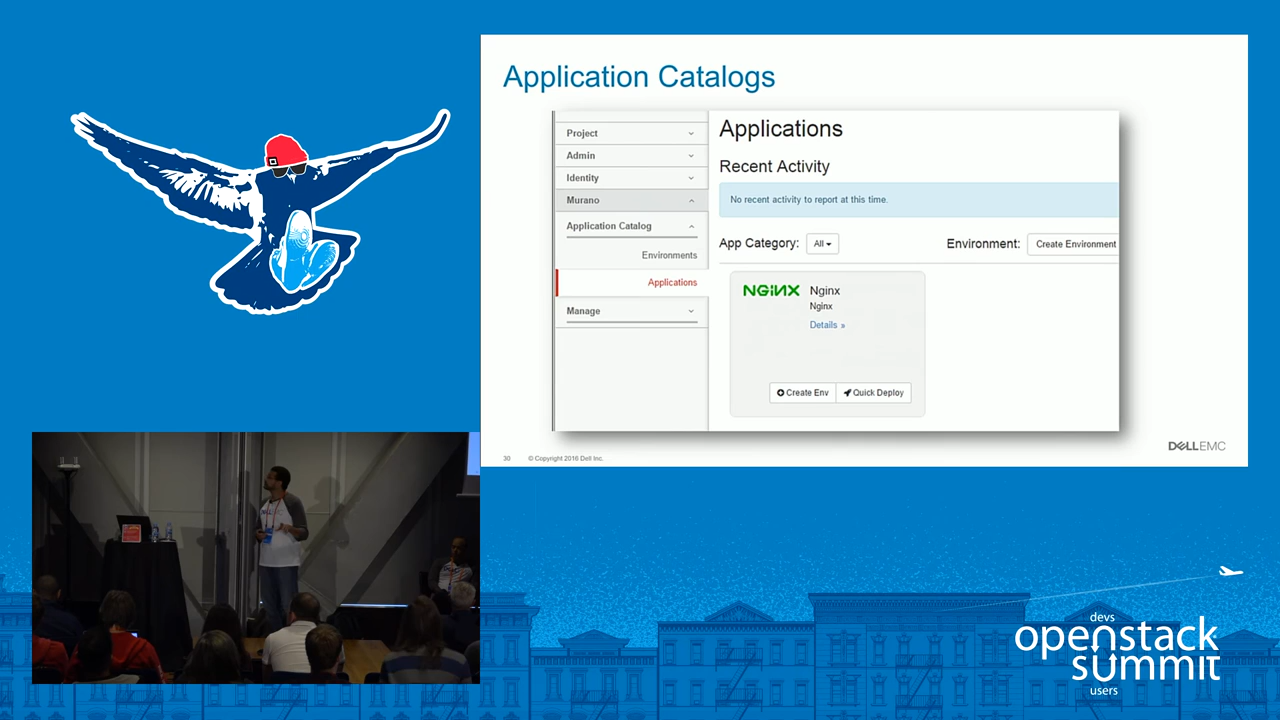 Application Catalogs
Project
Admin
Identity
Murano
Application Catalog
Environments
Applications
Manage
Applications
Recent Activity
No recent activity to report at this time.
App Category: All
Environment: Create Environment
NGINX
Nginx
Nginx
Details »
Create Env
Quick Deploy
30 © Copyright 2016 Dell Inc.
DELLEMC
devs
openstack
summit
users